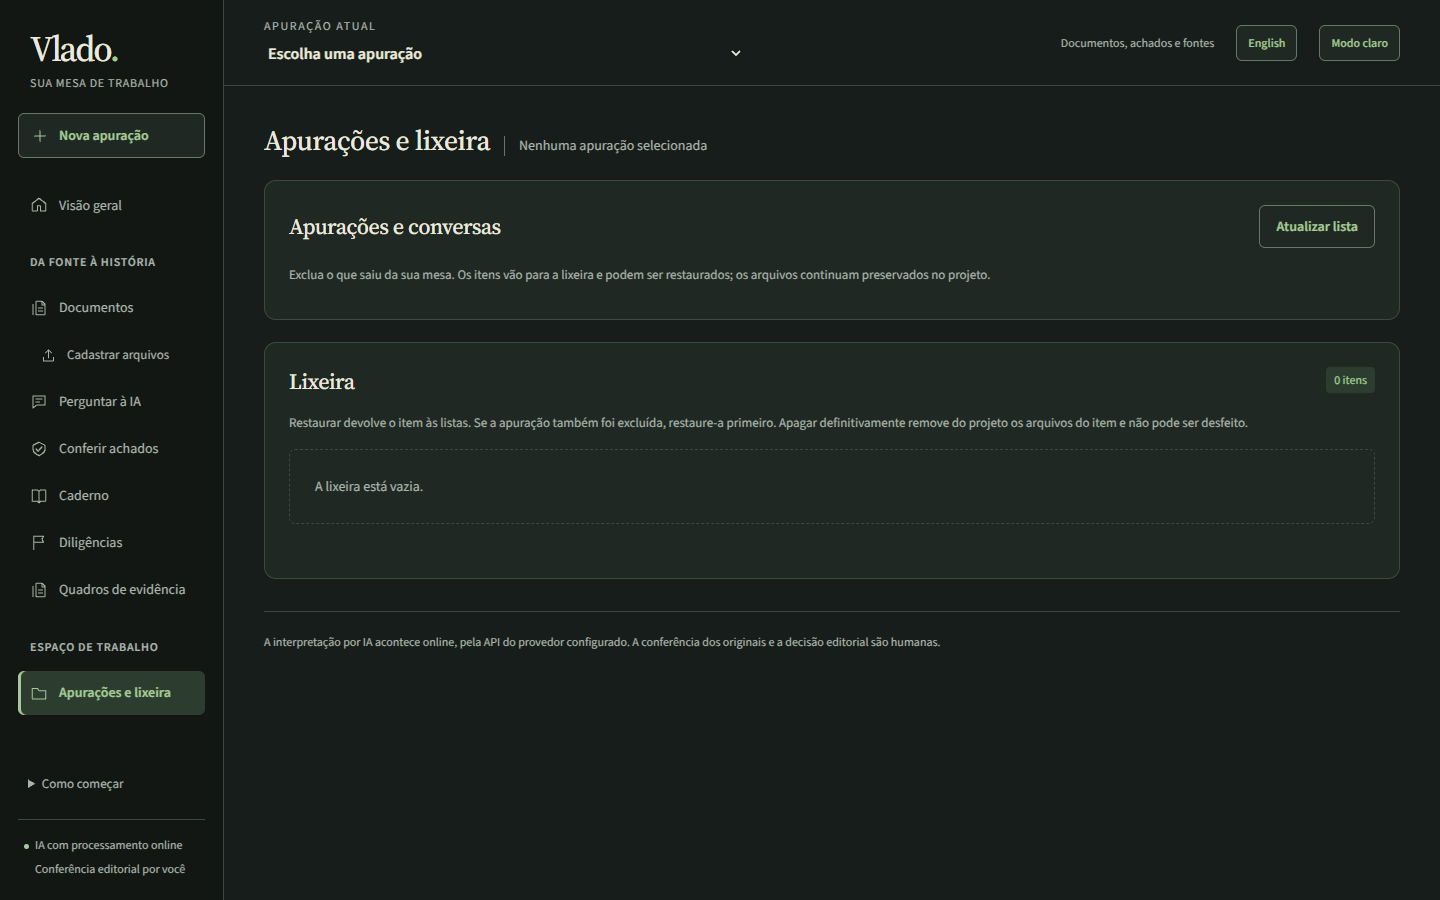 Vlado.
SUA MESA DE TRABALHO
Nova apuração
Visão geral
DA FONTE À HISTÓRIA
Documentos
Cadastrar arquivos
Perguntar à IA
Conferir achados
Caderno
Diligências
Quadros de evidência
ESPAÇO DE TRABALHO
Apurações e lixeira
Como começar
IA com processamento online
Conferência editorial por você
APURAÇÃO ATUAL
Escolha uma apuração
Documentos, achados e fontes
English
Modo claro
Apurações e lixeira
Nenhuma apuração selecionada
Apurações e conversas
Atualizar lista
Exclua o que saiu da sua mesa. Os itens vão para a lixeira e podem ser restaurados; os arquivos continuam preservados no projeto.
Lixeira
0 itens
Restaurar devolve o item às listas. Se a apuração também foi excluída, restaure-a primeiro. Apagar definitivamente remove do projeto os arquivos do item e não pode ser desfeito.
A lixeira está vazia.
A interpretação por IA acontece online, pela API do provedor configurado. A conferência dos originais e a decisão editorial são humanas.